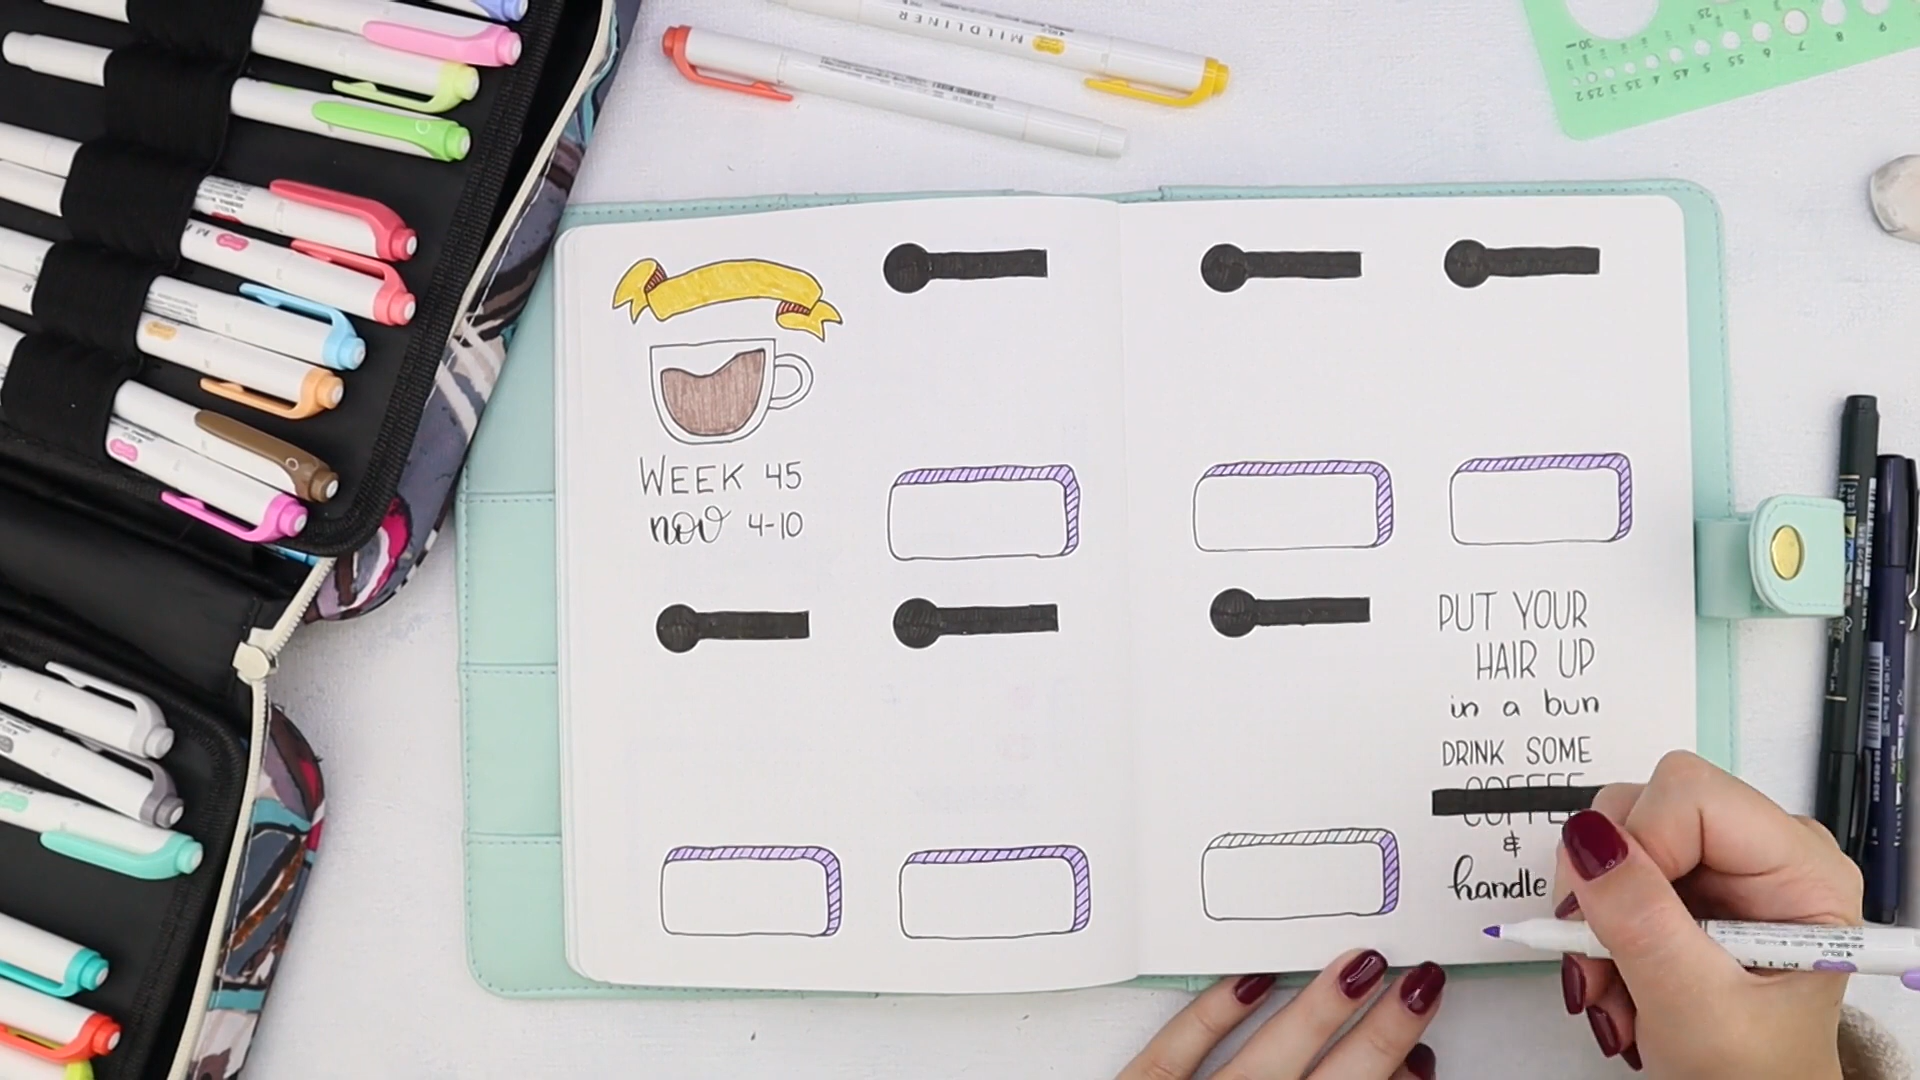 MILDLINER
WEEK 45
nov 4-10
PUT YOUR
HAIR UP
in a bun
DRINK SOME
COFFEE
&
handle